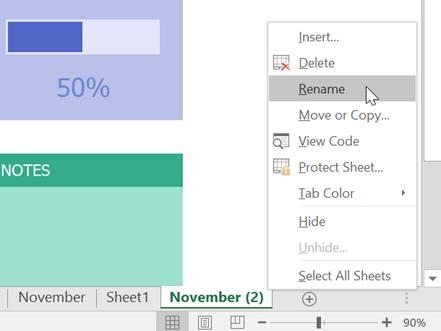 50%
NOTES
Insert...
Delete
Rename
Move or Copy...
View Code
Protect Sheet...
Tab Color
Hide
Unhide...
Select All Sheets
November Sheet1 November (2)
90%